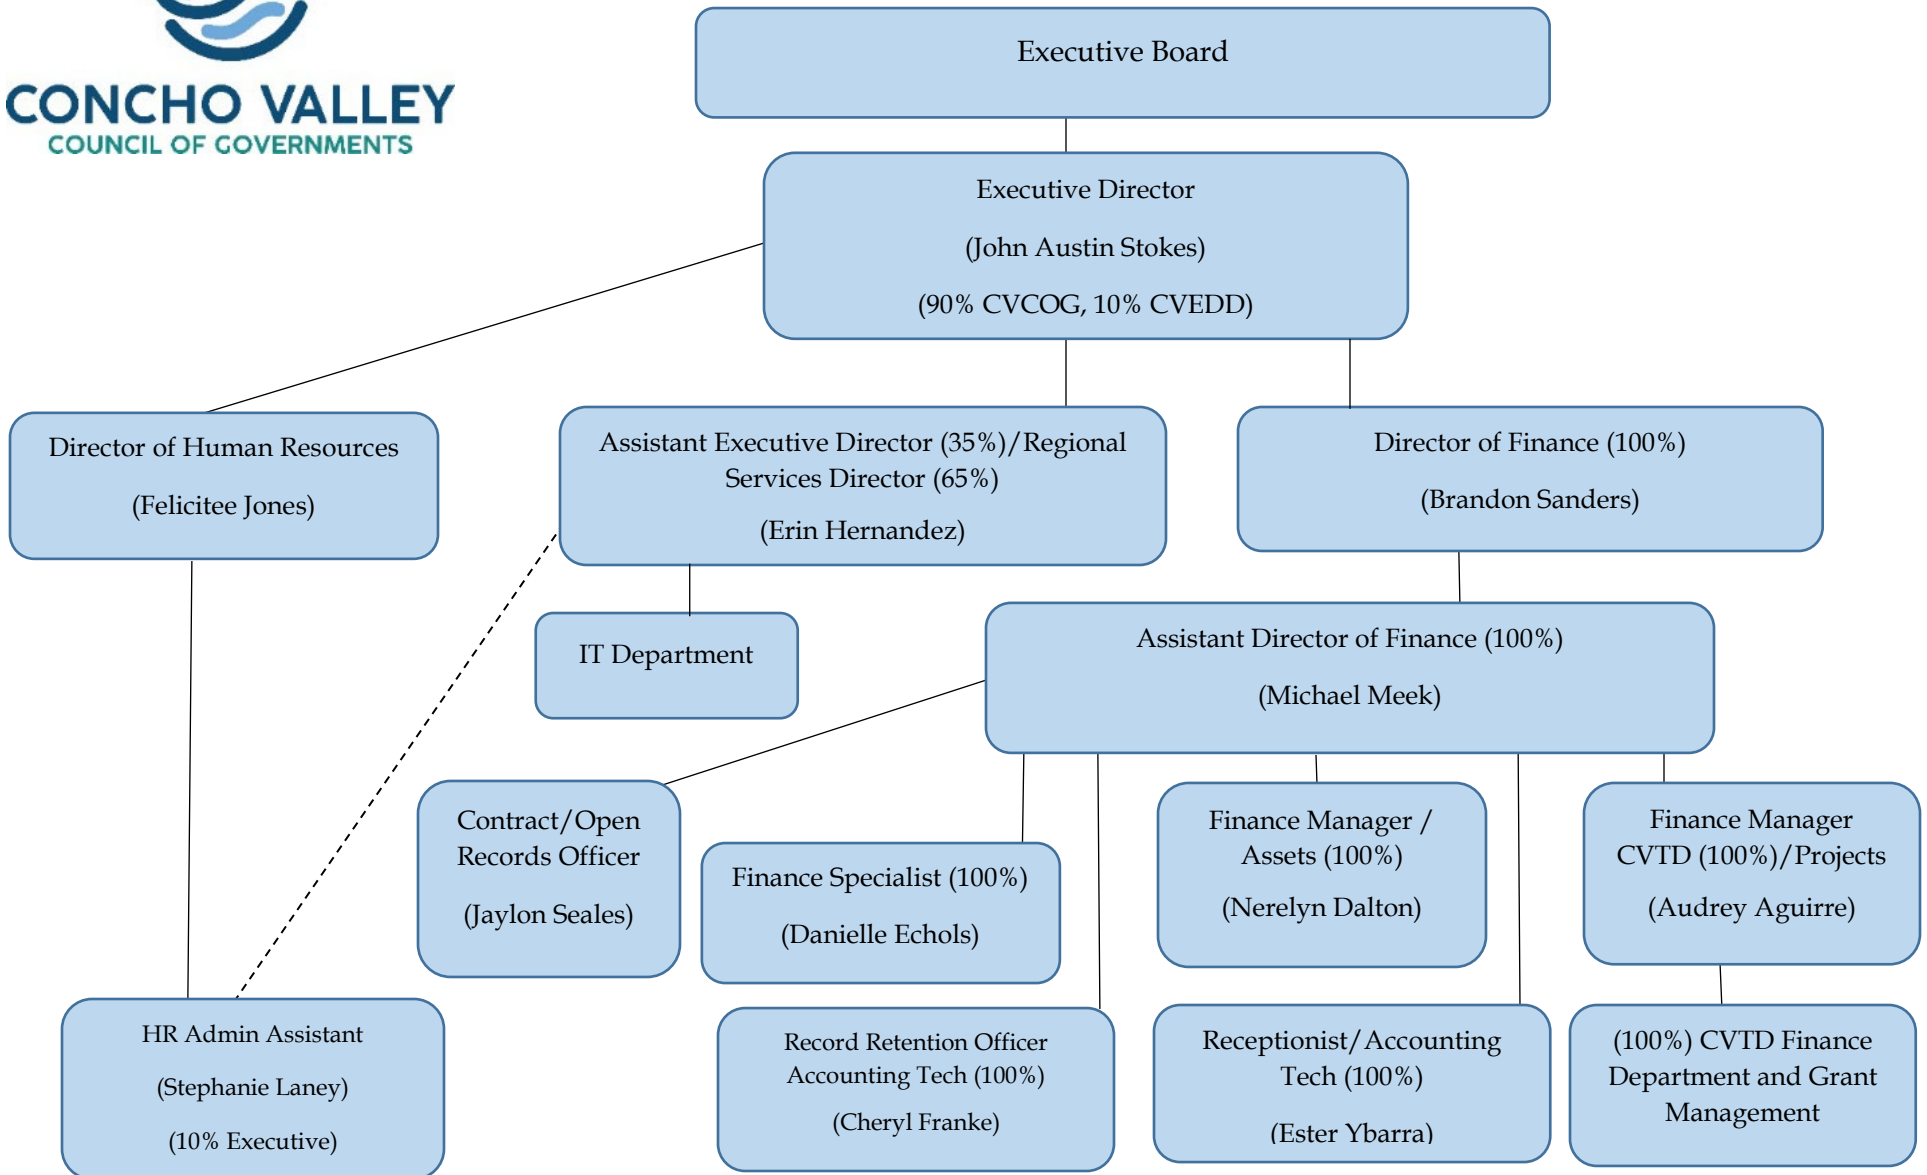 CONCHO VALLEY
COUNCIL OF GOVERNMENTS
Executive Board
Executive Director
(John Austin Stokes)
(90% CVCOG, 10% CVEDD)
Director of Human Resources
(Felicitee Jones)
Assistant Executive Director (35%)/Regional
Services Director (65%)
(Erin Hernandez)
Director of Finance (100%)
(Brandon Sanders)
IT Department
Assistant Director of Finance (100%)
(Michael Meek)
Contract/Open
Records Officer
(Jaylon Seales)
Finance Specialist (100%)
(Danielle Echols)
Finance Manager /
Assets (100%)
(Nerelyn Dalton)
Finance Manager
CVTD (100%)/Projects
(Audrey Aguirre)
HR Admin Assistant
(Stephanie Laney)
(10% Executive)
Record Retention Officer
Accounting Tech (100%)
(Cheryl Franke)
Receptionist/Accounting
Tech (100%)
(Ester Ybarra)
(100%) CVTD Finance
Department and Grant
Management